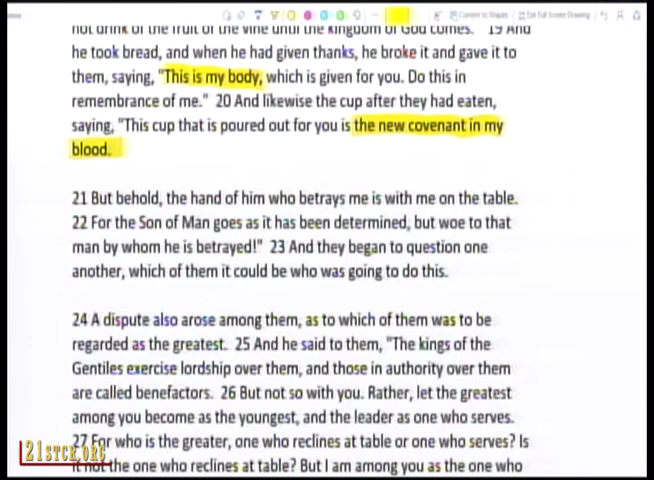 Convert to Shapes Exit Full Screen Drawing
not drink of the fruit of the vine until the kingdom of God comes. 19 And
he took bread, and when he had given thanks, he broke it and gave it to
them, saying, "This is my body, which is given for you. Do this in
remembrance of me." 20 And likewise the cup after they had eaten,
saying, "This cup that is poured out for you is the new covenant in my
blood.
21 But behold, the hand of him who betrays me is with me on the table.
22 For the Son of Man goes as it has been determined, but woe to that
man by whom he is betrayed!" 23 And they began to question one
another, which of them it could be who was going to do this.
24 A dispute also arose among them, as to which of them was to be
regarded as the greatest. 25 And he said to them, "The kings of the
Gentiles exercise lordship over them, and those in authority over them
are called benefactors. 26 But not so with you. Rather, let the greatest
among you become as the youngest, and the leader as one who serves.
27 For who is the greater, one who reclines at table or one who serves? Is
21STCR.ORG
it not the one who reclines at table? But I am among you as the one who